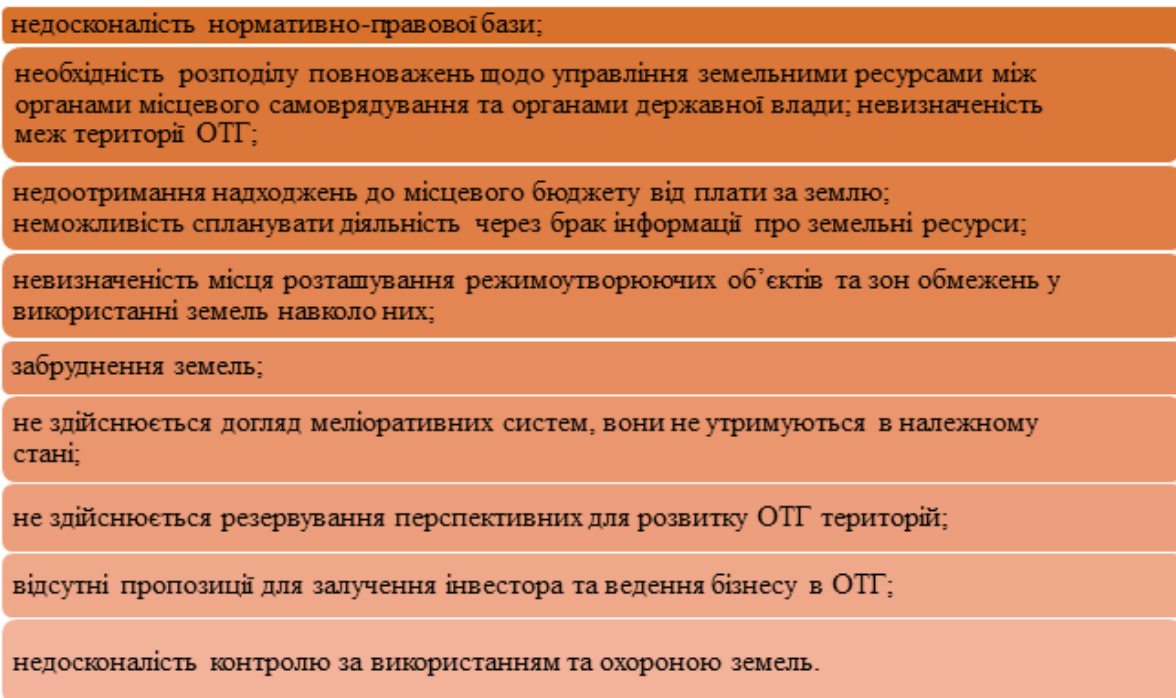 недосконалість нормативно-правової бази;
необхідність розподілу повноважень щодо управління земельними ресурсами між
органами місцевого самоврядування та органами державної влади; невизначеність
меж території ОТГ;
недоотримання надходжень до місцевого бюджету від плати за землю;
неможливість спланувати діяльність через брак інформації про земельні ресурси;
невизначеність місця розташування режимоутворюючих об’єктів та зон обмежень у
використанні земель навколо них;
забруднення земель;
не здійснюється догляд меліоративних систем, вони не утримуються в належному
стані;
не здійснюється резервування перспективних для розвитку ОТГ територій;
відсутні пропозиції для залучення інвестора та ведення бізнесу в ОТГ;
недосконалість контролю за використанням та охороною земель.